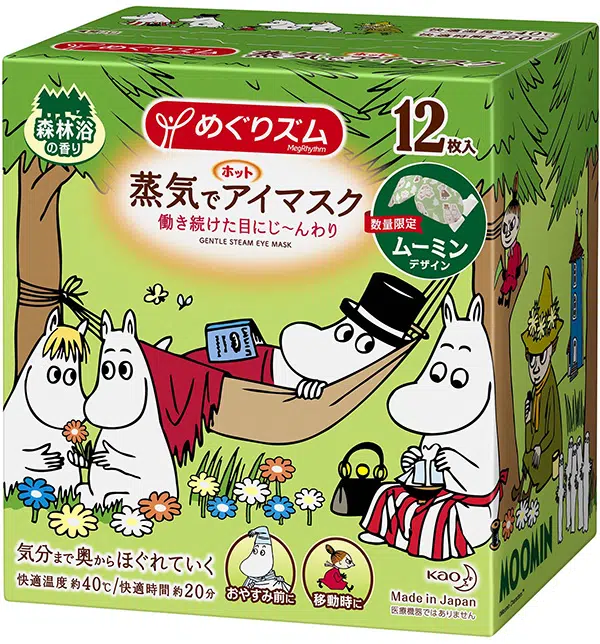 森林浴
の香り
めぐりズム
MegRhythm
12枚入
ホット
蒸気でアイマスク
働き続けた目にじ〜んわり
GENTLE STEAM EYE MASK
数量限定
ムーミン
デザイン
気分まで奥からほぐれていく
快適温度 約40℃/快適時間 約20分
おやすみ前に
移動時に
Kao
Made in Japan
医療機器ではありません
MOOMIN